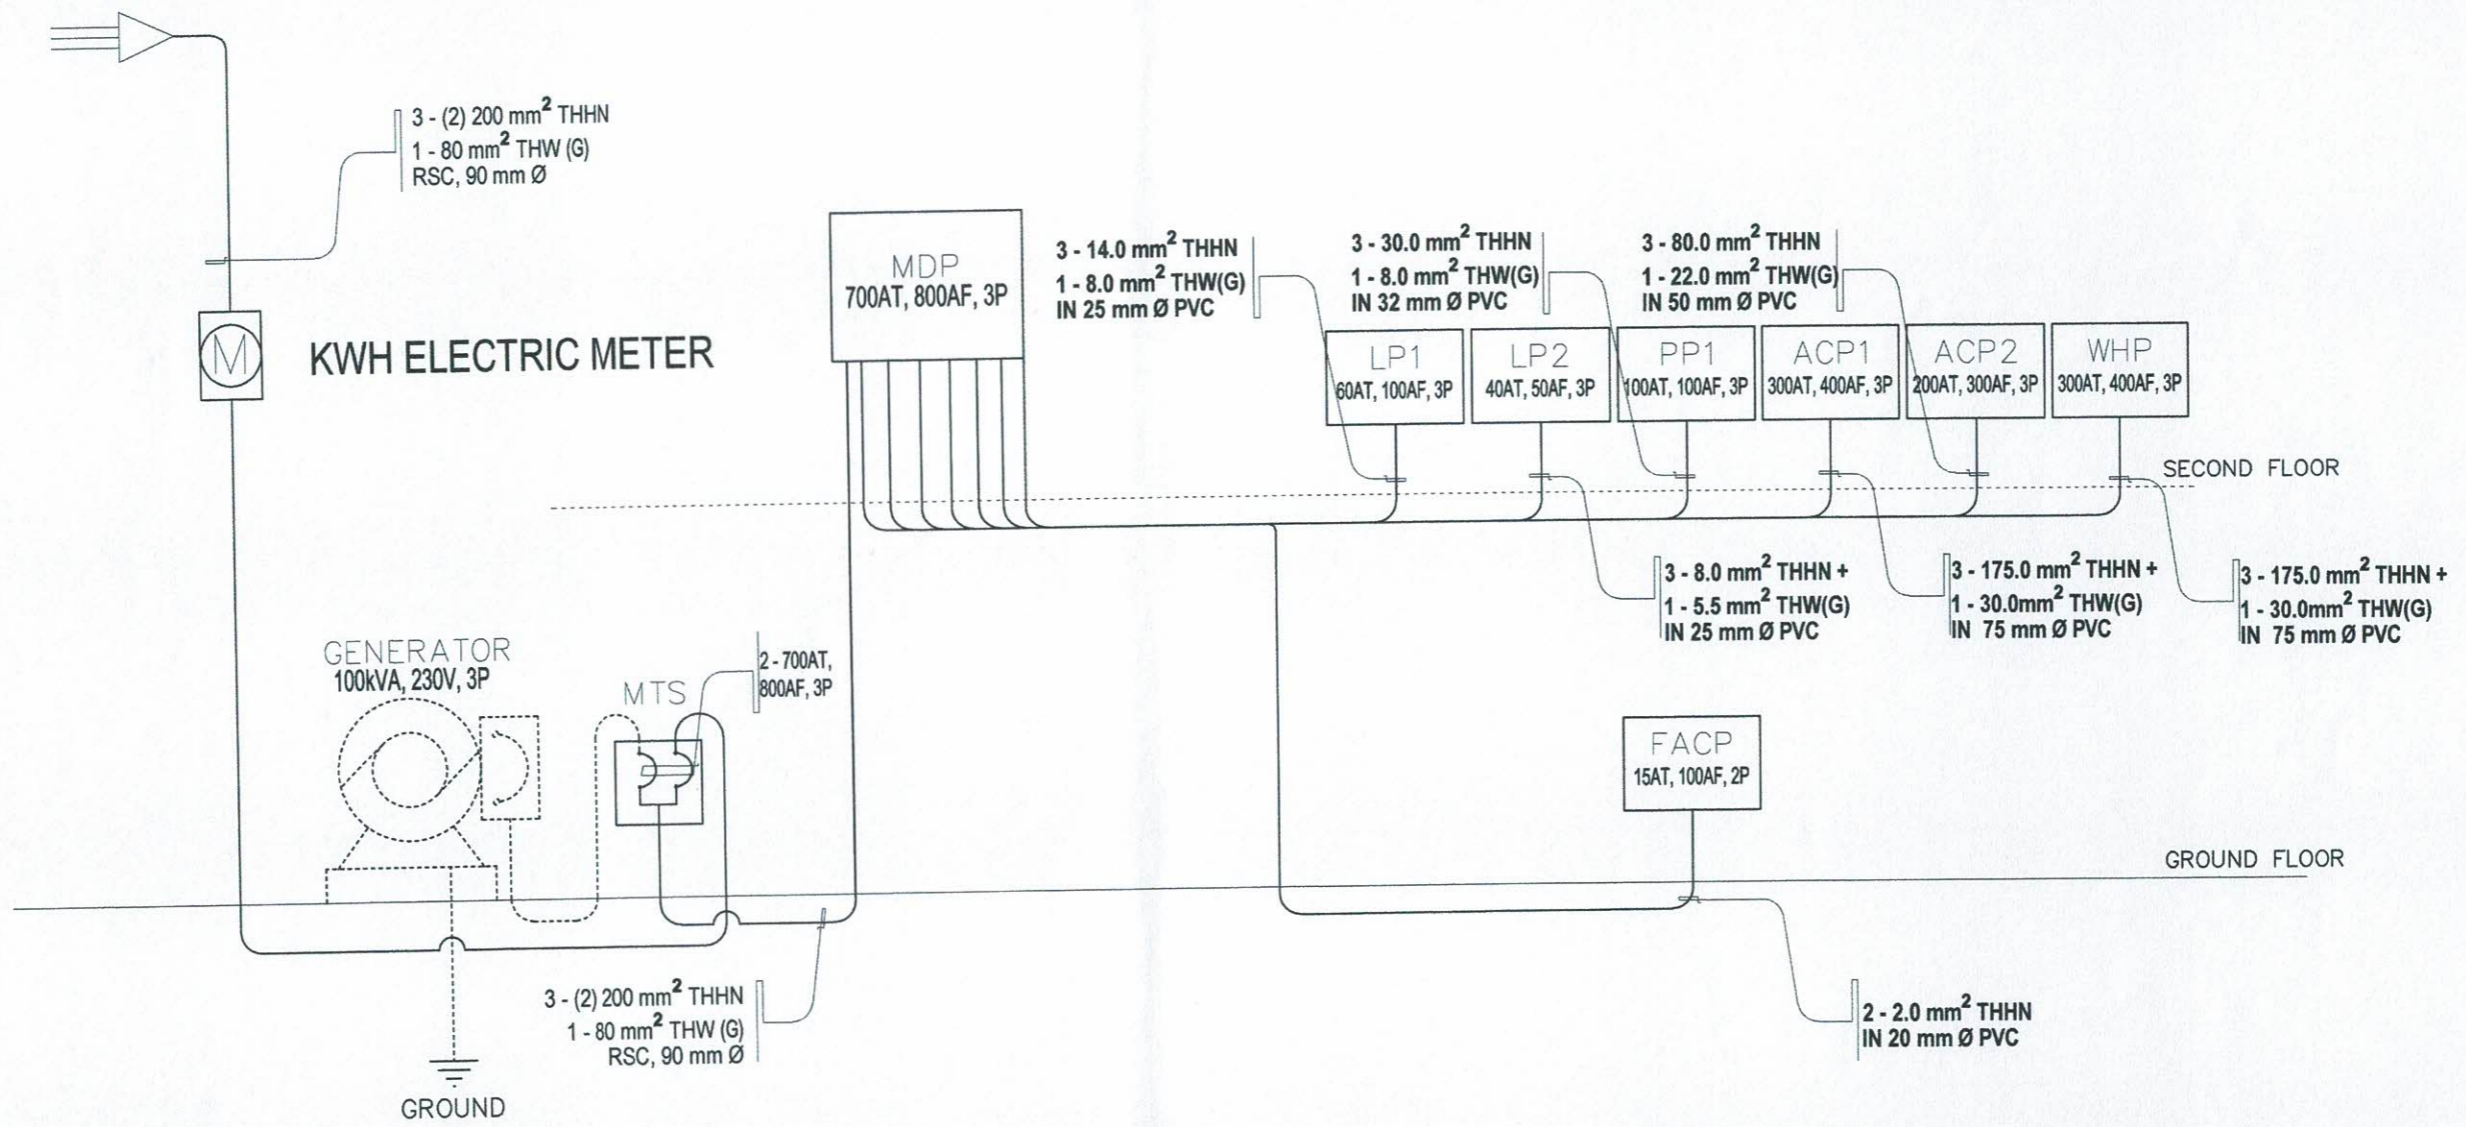 3 - (2) 200 mm² THHN
1 - 80 mm² THW (G)
RSC, 90 mm Ø
M
KWH ELECTRIC METER
MDP
700AT, 800AF, 3P
3 - 14.0 mm² THHN
1 - 8.0 mm² THW(G)
IN 25 mm Ø PVC
3 - 30.0 mm² THHN
1 - 8.0 mm² THW(G)
IN 32 mm Ø PVC
3 - 80.0 mm² THHN
1 - 22.0 mm² THW(G)
IN 50 mm Ø PVC
LP1
60AT, 100AF, 3P
LP2
40AT, 50AF, 3P
PP1
100AT, 100AF, 3P
ACP1
300AT, 400AF, 3P
ACP2
200AT, 300AF, 3P
WHP
300AT, 400AF, 3P
SECOND FLOOR
3 - 8.0 mm² THHN +
1 - 5.5 mm² THW(G)
IN 25 mm Ø PVC
3 - 175.0 mm² THHN +
1 - 30.0mm² THW(G)
IN 75 mm Ø PVC
3 - 175.0 mm² THHN +
1 - 30.0mm² THW(G)
IN 75 mm Ø PVC
GENERATOR
100kVA, 230V, 3P
MTS
2 - 700AT,
800AF, 3P
FACP
15AT, 100AF, 2P
GROUND FLOOR
3 - (2) 200 mm² THHN
1 - 80 mm² THW (G)
RSC, 90 mm Ø
2 - 2.0 mm² THHN
IN 20 mm Ø PVC
GROUND